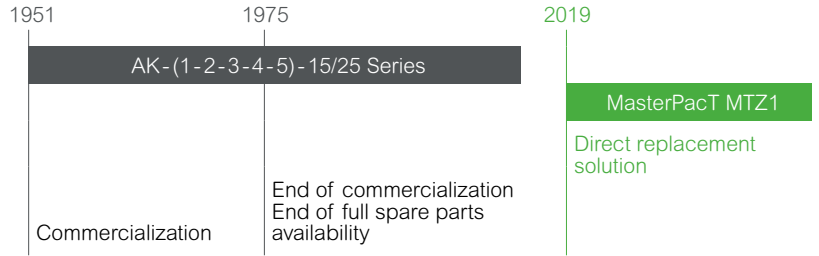 1951
1975
2019
AK-(1-2-3-4-5)-15/25 Series
MasterPacT MTZ1
Direct replacement
solution
End of commercialization
End of full spare parts
availability
Commercialization